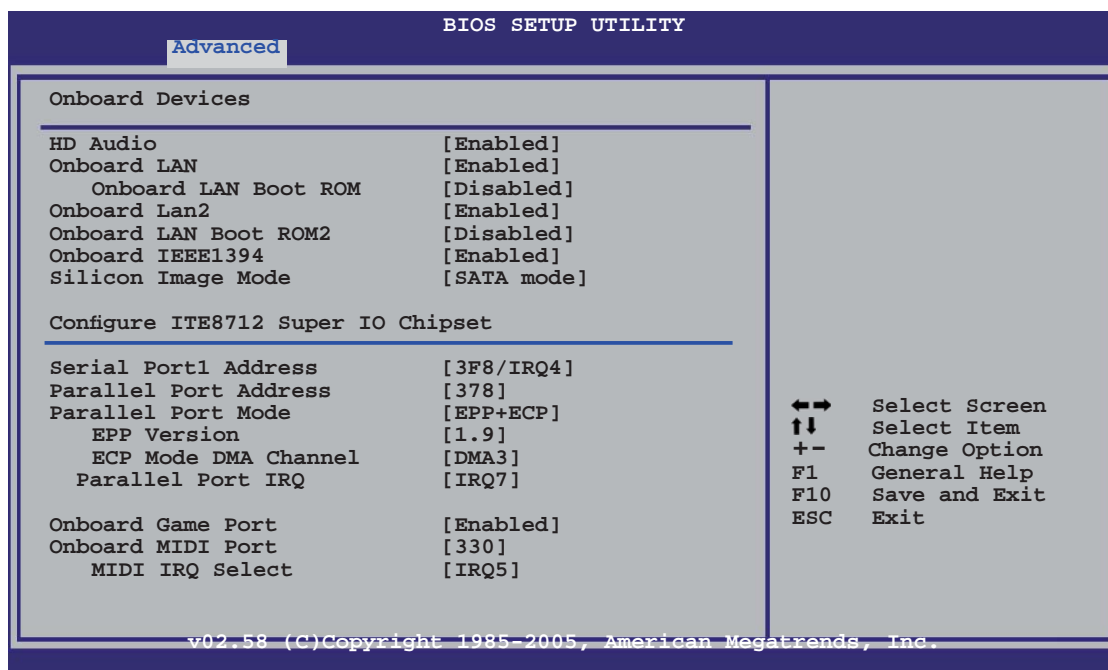 BIOS SETUP UTILITY
Advanced
Onboard Devices
HD Audio [Enabled]
Onboard LAN [Enabled]
Onboard LAN Boot ROM [Disabled]
Onboard Lan2 [Enabled]
Onboard LAN Boot ROM2 [Disabled]
Onboard IEEE1394 [Enabled]
Silicon Image Mode [SATA mode]
Configure ITE8712 Super IO Chipset
Serial Port1 Address [3F8/IRQ4]
Parallel Port Address [378]
Parallel Port Mode [EPP+ECP]
EPP Version [1.9]
ECP Mode DMA Channel [DMA3]
Parallel Port IRQ [IRQ7]
Onboard Game Port [Enabled]
Onboard MIDI Port [330]
MIDI IRQ Select [IRQ5]
←→ Select Screen
↑↓ Select Item
+- Change Option
F1 General Help
F10 Save and Exit
ESC Exit
v02.58 (C)Copyright 1985-2005, American Megatrends, Inc.